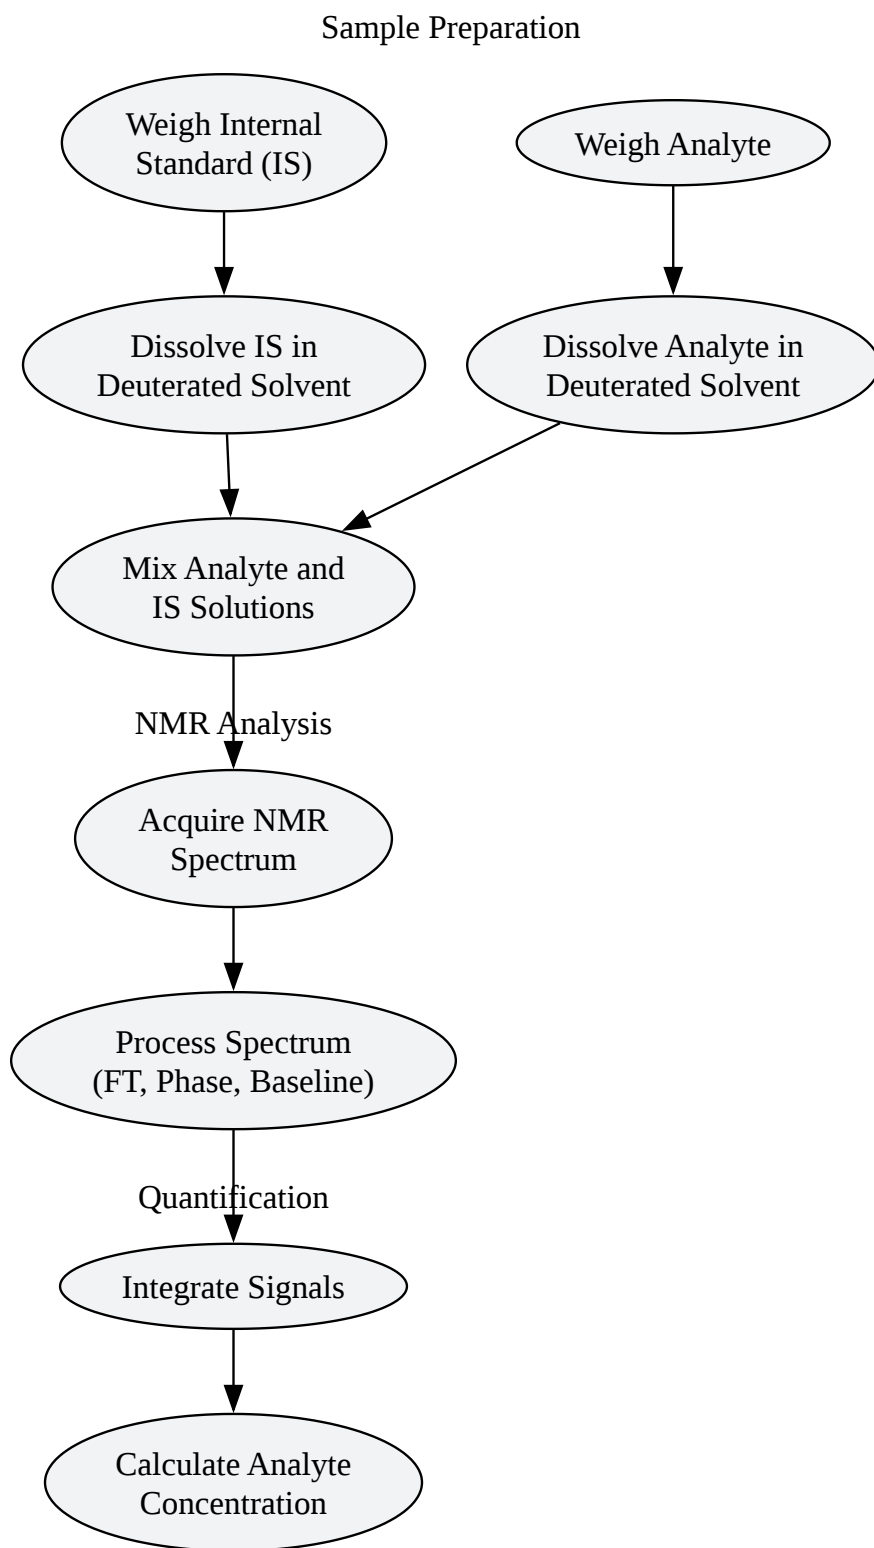 Sample Preparation
Weigh Internal
Standard (IS)
Weigh Analyte
Dissolve IS in
Deuterated Solvent
Dissolve Analyte in
Deuterated Solvent
Mix Analyte and
IS Solutions
NMR Analysis
Acquire NMR
Spectrum
Process Spectrum
(FT, Phase, Baseline)
Quantification
Integrate Signals
Calculate Analyte
Concentration